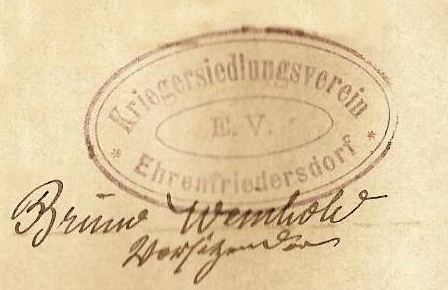 Kriegersiedlungsverein
E. V.
* Ehrenfriedersdorf *
Bruno Weinhold
Vorsitzender